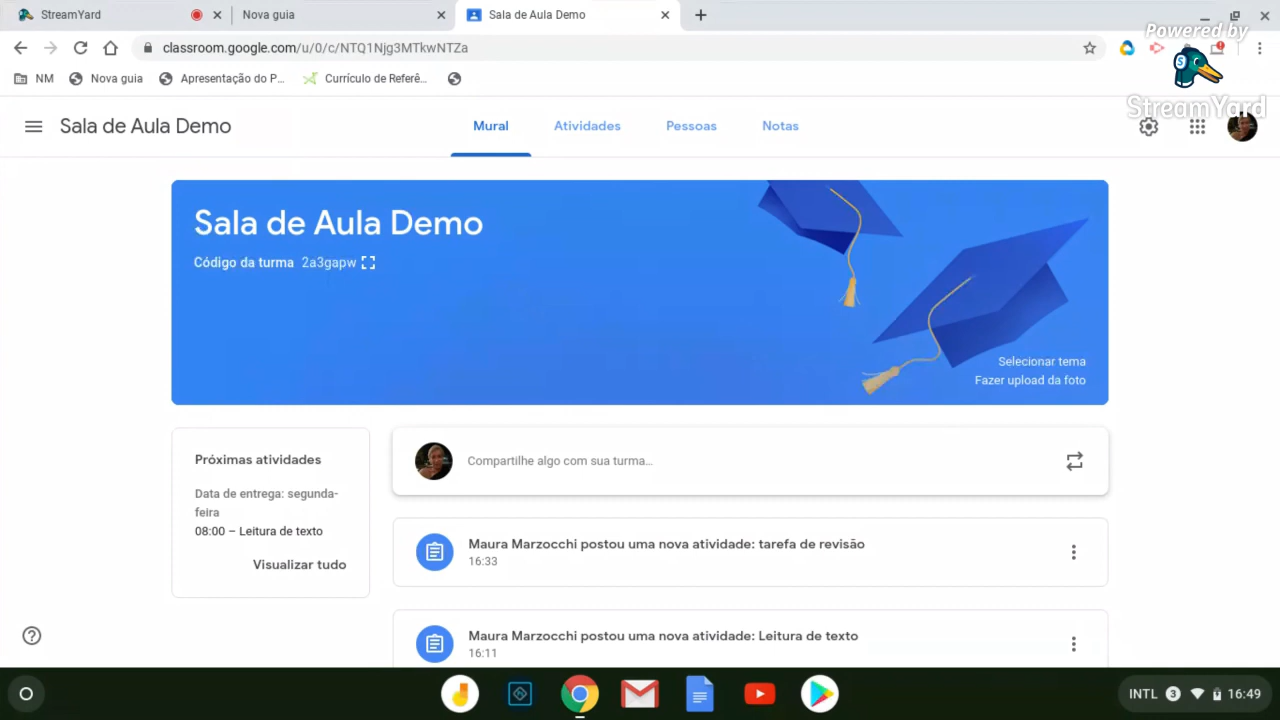 StreamYard
Nova guia
Sala de Aula Demo
classroom.google.com/u/0/c/NTQ1Njg3MTkwNTZa
Powered by
StreamYard
NM
Nova guia
Apresentação do P...
Currículo de Referê...
Sala de Aula Demo
Mural
Atividades
Pessoas
Notas
Sala de Aula Demo
Código da turma 2a3gapw
Selecionar tema
Fazer upload da foto
Próximas atividades
Data de entrega: segunda-
feira
08:00 – Leitura de texto
Visualizar tudo
Compartilhe algo com sua turma...
Maura Marzocchi postou uma nova atividade: tarefa de revisão
16:33
Maura Marzocchi postou uma nova atividade: Leitura de texto
16:11
INTL 3 16:49